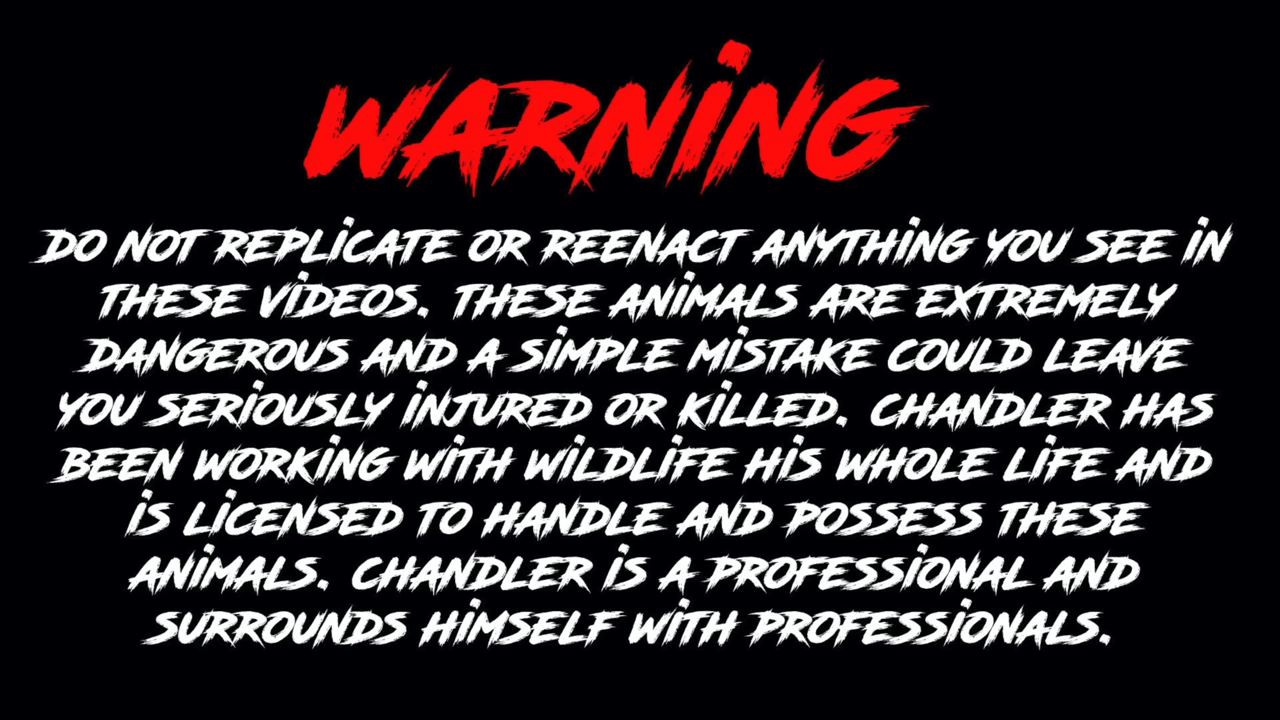 WARNiNG
DO NOT REPLiCATE OR REENACT ANYTHiNG YOU SEE iN
THESE ViDEOS. THESE ANiMALS ARE EXTREMELY
DANGEROUS AND A SiMPLE MiSTAKE COULD LEAVE
YOU SERiOUSLY iNJURED OR KiLLED. CHANDLER HAS
BEEN WORKiNG WiTH WiLDLiFE HiS WHOLE LiFE AND
iS LiCENSED TO HANDLE AND POSSESS THESE
ANiMALS. CHANDLER iS A PROFESSiONAL AND
SURROUNDS HiMSELF WiTH PROFESSiONALS.